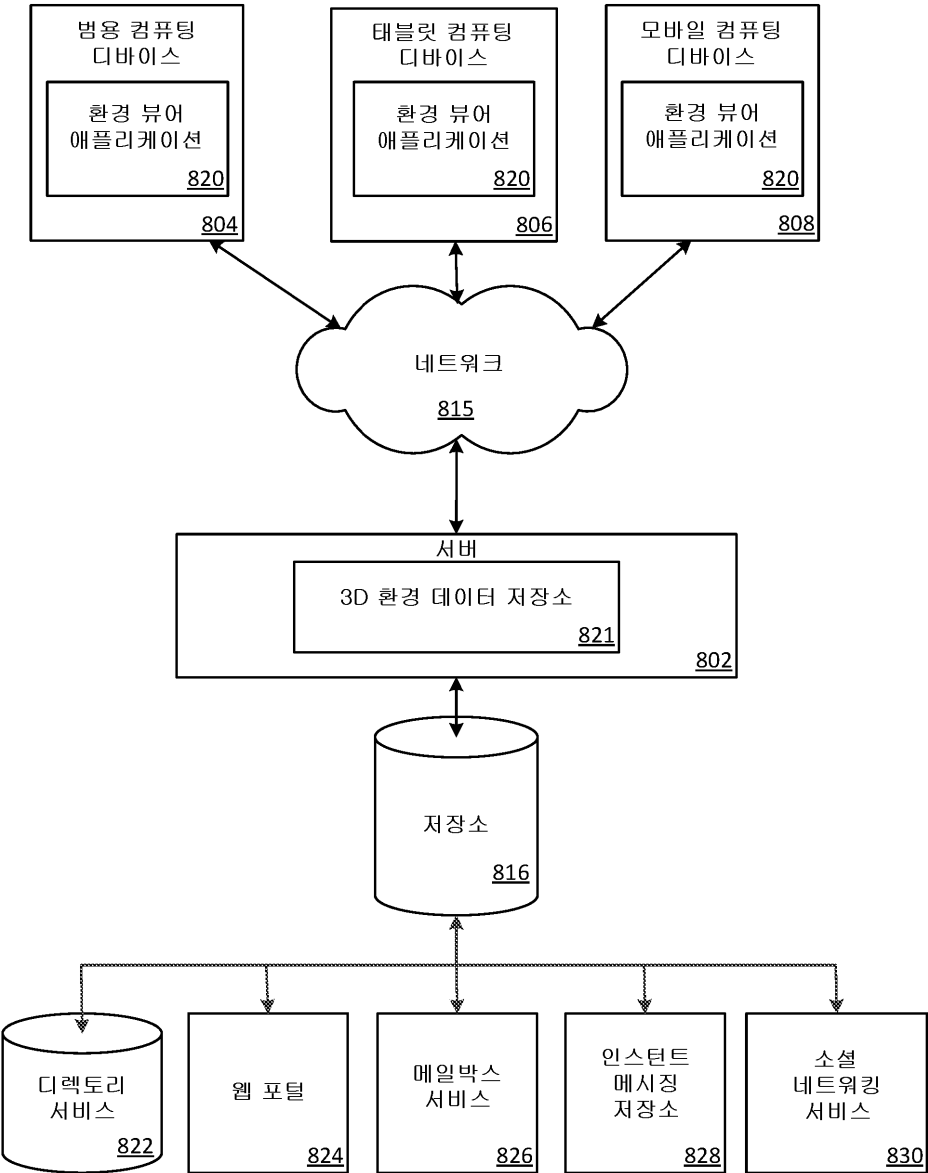 범용 컴퓨팅
디바이스
환경 뷰어
애플리케이션
820
804
태블릿 컴퓨팅
디바이스
환경 뷰어
애플리케이션
820
806
모바일 컴퓨팅
디바이스
환경 뷰어
애플리케이션
820
808
네트워크
815
서버
3D 환경 데이터 저장소
821
802
저장소
816
디렉토리
서비스
822
웹 포털
824
메일박스
서비스
826
인스턴트
메시징
저장소
828
소셜
네트워킹
서비스
830